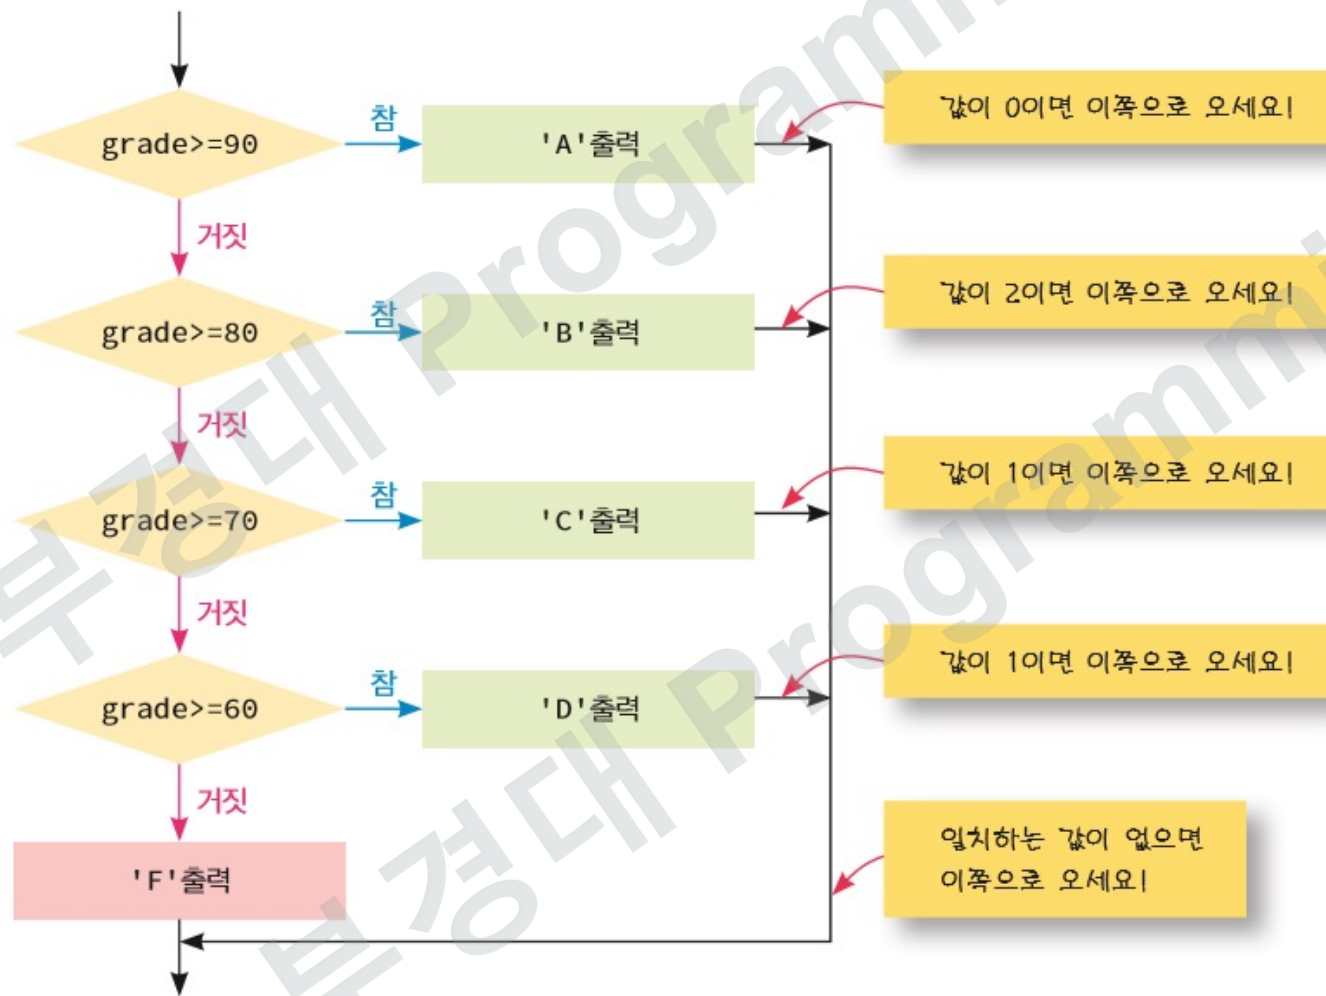 grade>=90
참
'A'출력
값이 0이면 이쪽으로 오세요!
거짓
grade>=80
참
'B'출력
값이 2이면 이쪽으로 오세요!
거짓
grade>=70
참
'C'출력
값이 1이면 이쪽으로 오세요!
거짓
grade>=60
참
'D'출력
값이 1이면 이쪽으로 오세요!
거짓
'F'출력
일치하는 값이 없으면
이쪽으로 오세요!
부경대 Programming
부경대 Programming